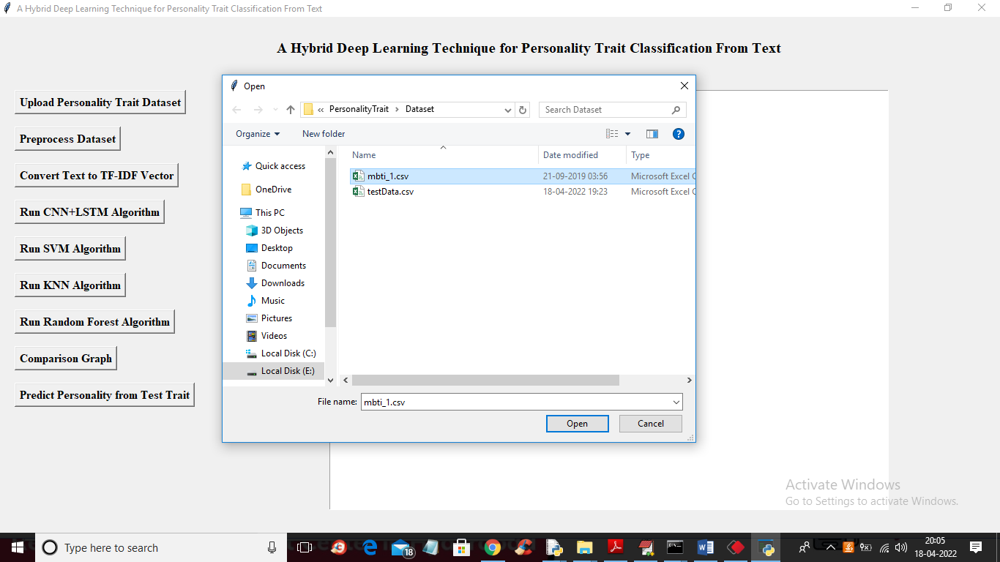 A Hybrid Deep Learning Technique for Personality Trait Classification From Text
A Hybrid Deep Learning Technique for Personality Trait Classification From Text
Upload Personality Trait Dataset
Preprocess Dataset
Convert Text to TF-IDF Vector
Run CNN+LSTM Algorithm
Run SVM Algorithm
Run KNN Algorithm
Run Random Forest Algorithm
Comparison Graph
Predict Personality from Test Trait
Open
« PersonalityTrait > Dataset
Search Dataset
Organize
New folder
Quick access
OneDrive
This PC
3D Objects
Desktop
Documents
Downloads
Music
Pictures
Videos
Local Disk (C:)
Local Disk (E:)
Name Date modified Type
mbti_1.csv 21-09-2019 03:56 Microsoft Excel C
testData.csv 18-04-2022 19:23 Microsoft Excel C
File name: mbti_1.csv
Open Cancel
Activate Windows
Go to Settings to activate Windows.
Type here to search
18
20:05
18-04-2022